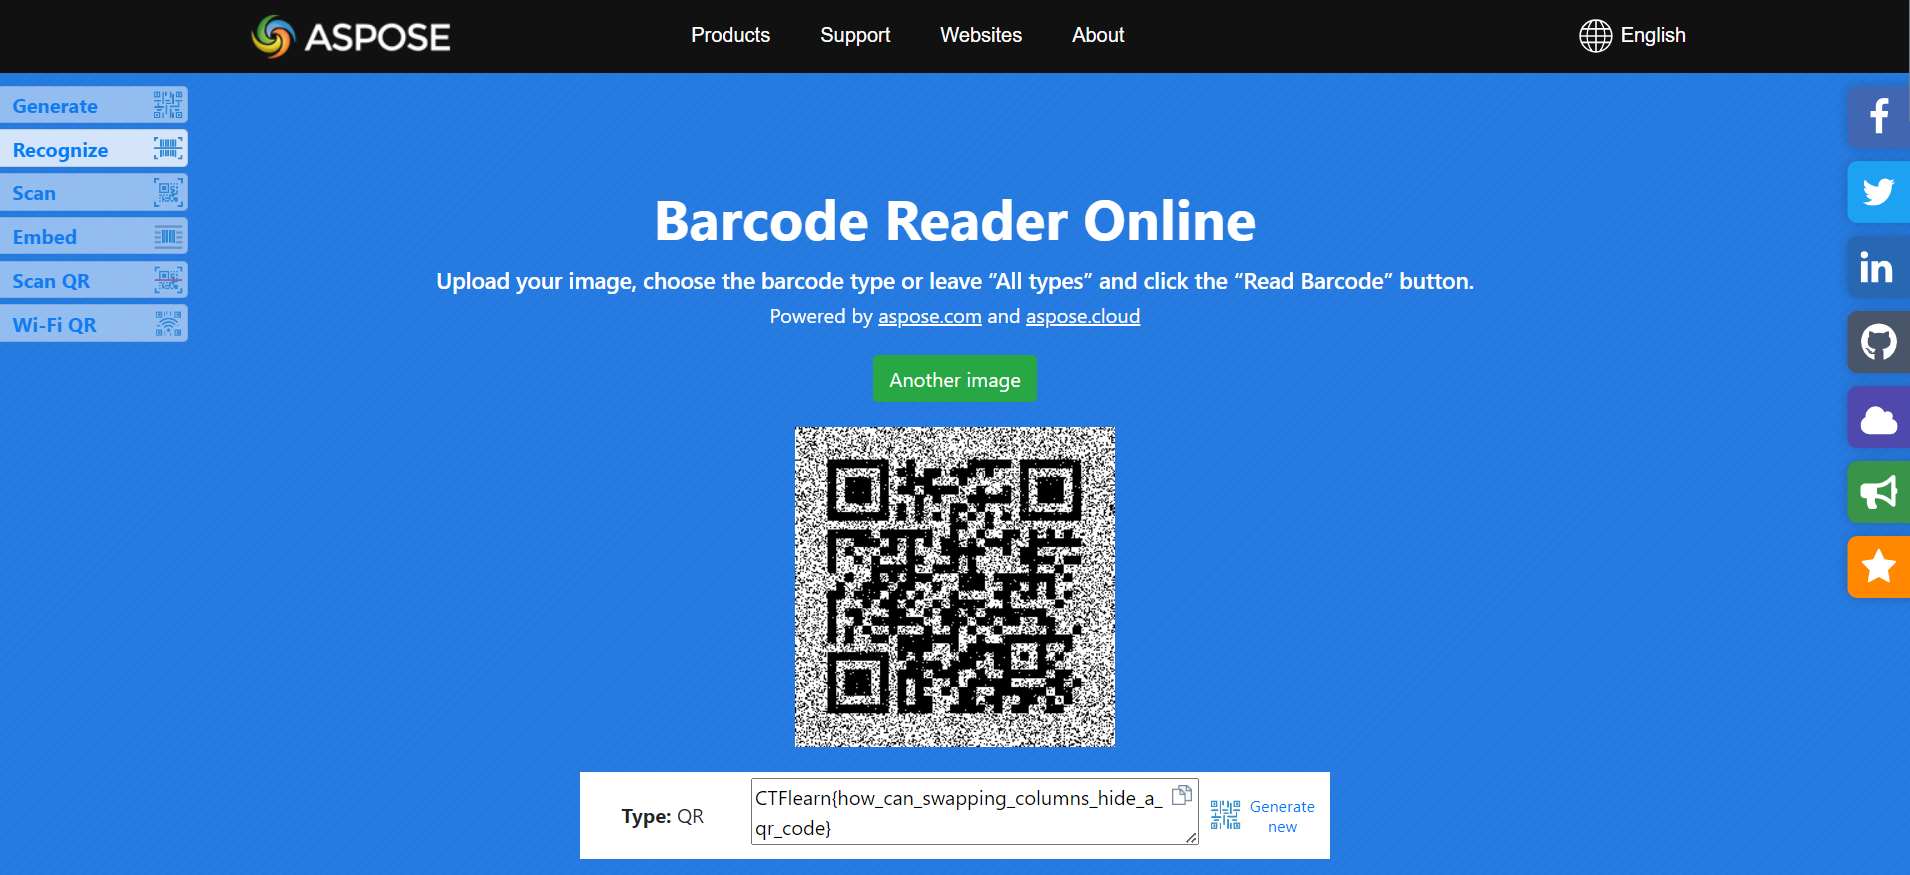 ASPOSE Products Support Websites About English
Generate
Recognize
Scan
Embed
Scan QR
Wi-Fi QR
Barcode Reader Online
Upload your image, choose the barcode type or leave “All types” and click the “Read Barcode” button.
Powered by aspose.com and aspose.cloud
Another image
Type: QR
CTFlearn{how_can_swapping_columns_hide_a_
qr_code}
Generate
new